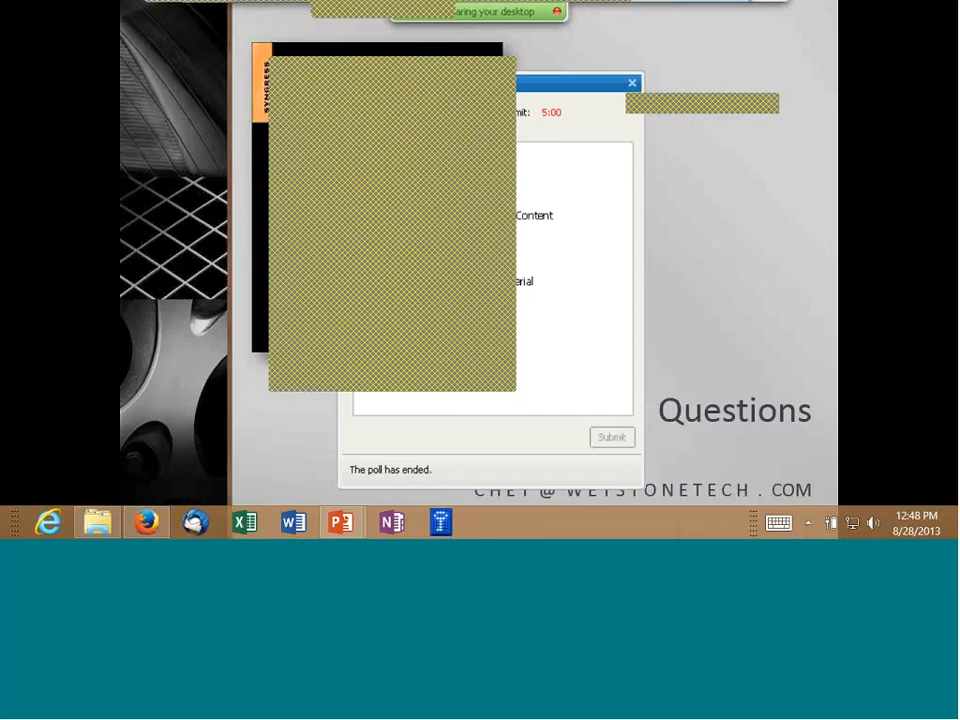 aring your desktop
SYNGRESS
mit: 5:00
Content
erial
Questions
Submit
The poll has ended.
CHET @ WETSTONETECH . COM
12:48 PM
8/28/2013